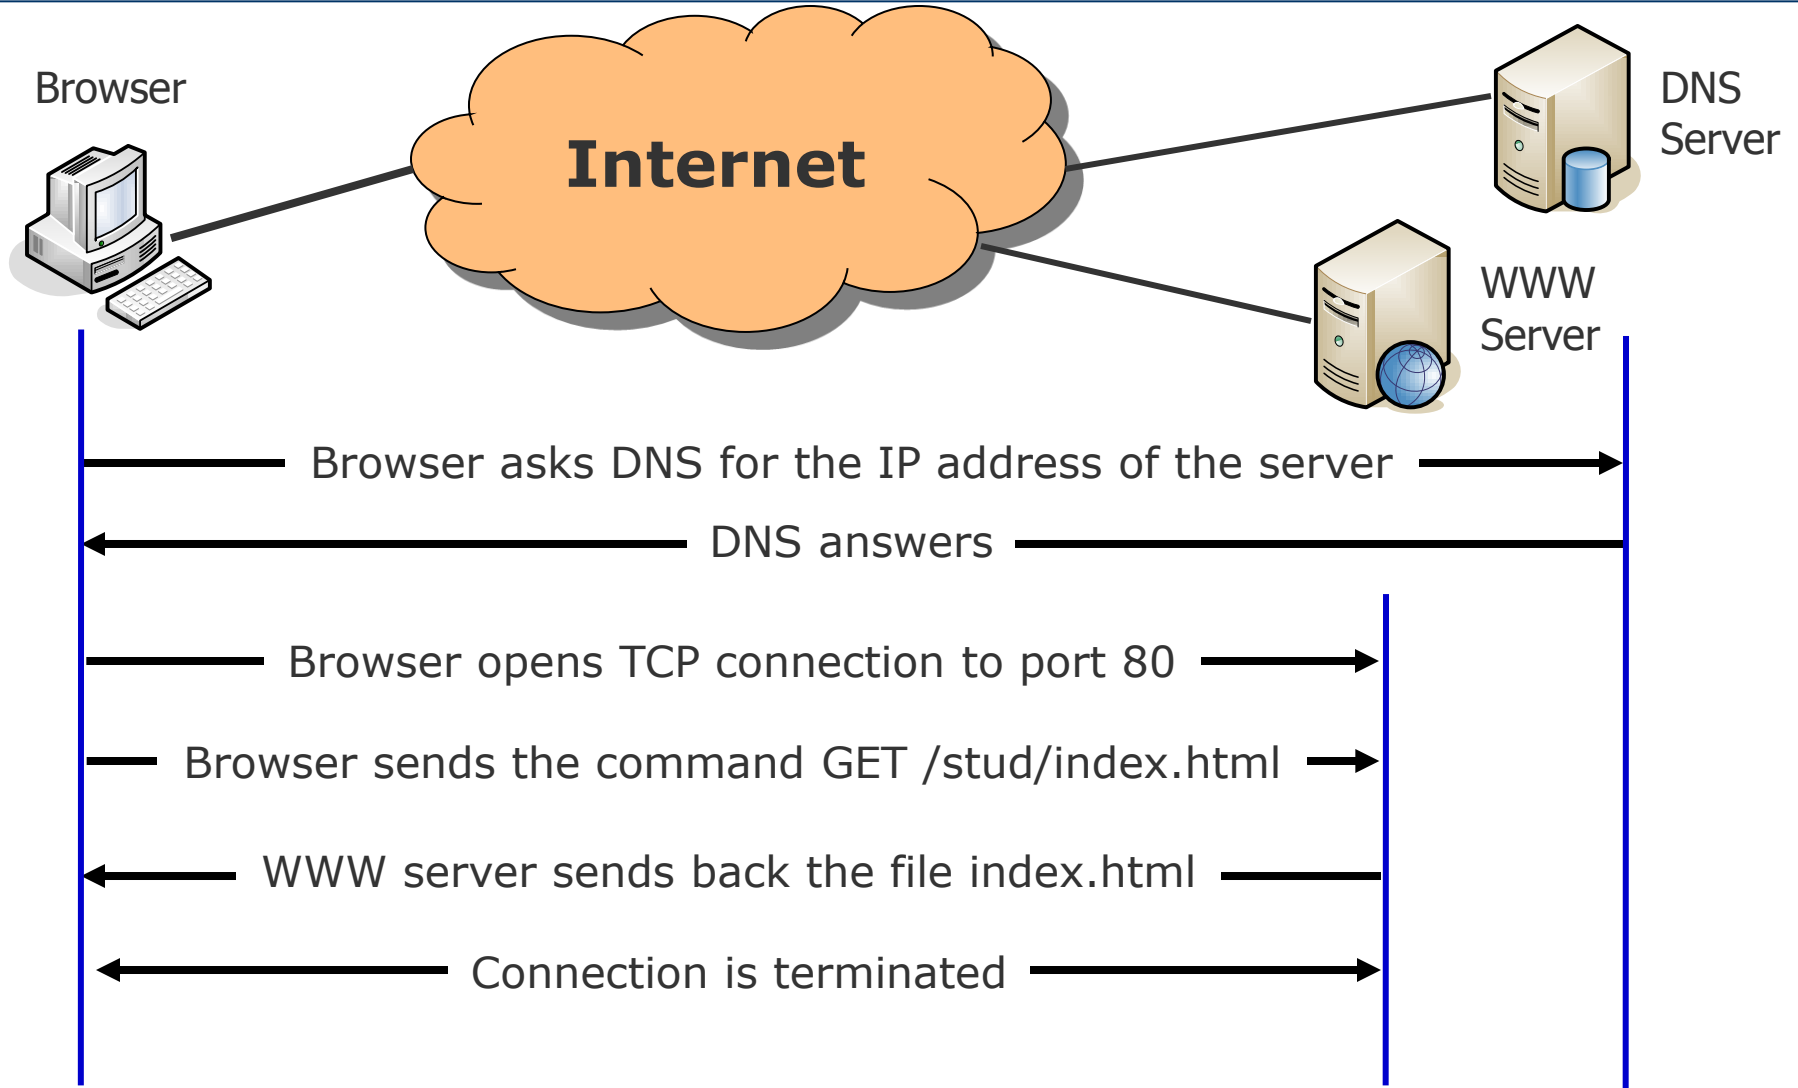 Browser
Internet
DNS
Server
WWW
Server
Browser asks DNS for the IP address of the server
DNS answers
Browser opens TCP connection to port 80
Browser sends the command GET /stud/index.html
WWW server sends back the file index.html
Connection is terminated